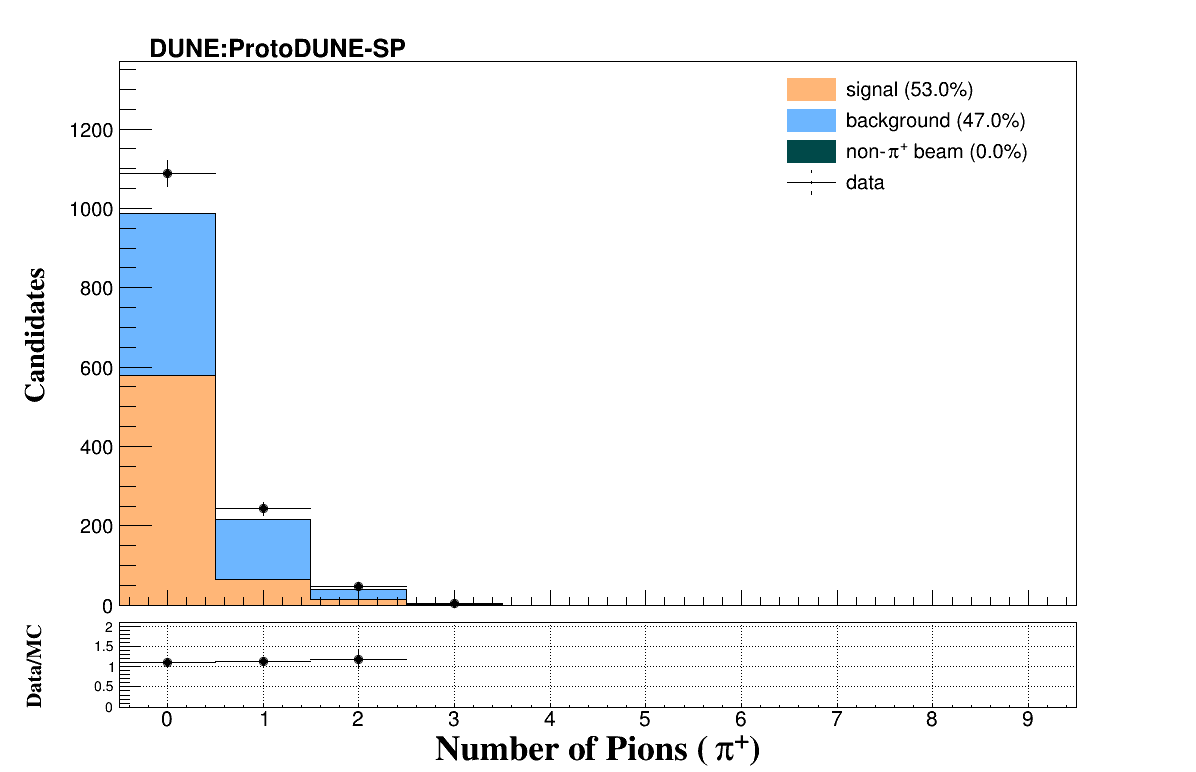 DUNE:ProtoDUNE-SP
signal (53.0%)
background (47.0%)
non-π⁺ beam (0.0%)
data
Candidates
1200
1000
800
600
400
200
0
Data/MC
2
1.5
1
0.5
0
0 1 2 3 4 5 6 7 8 9
Number of Pions ( π⁺)